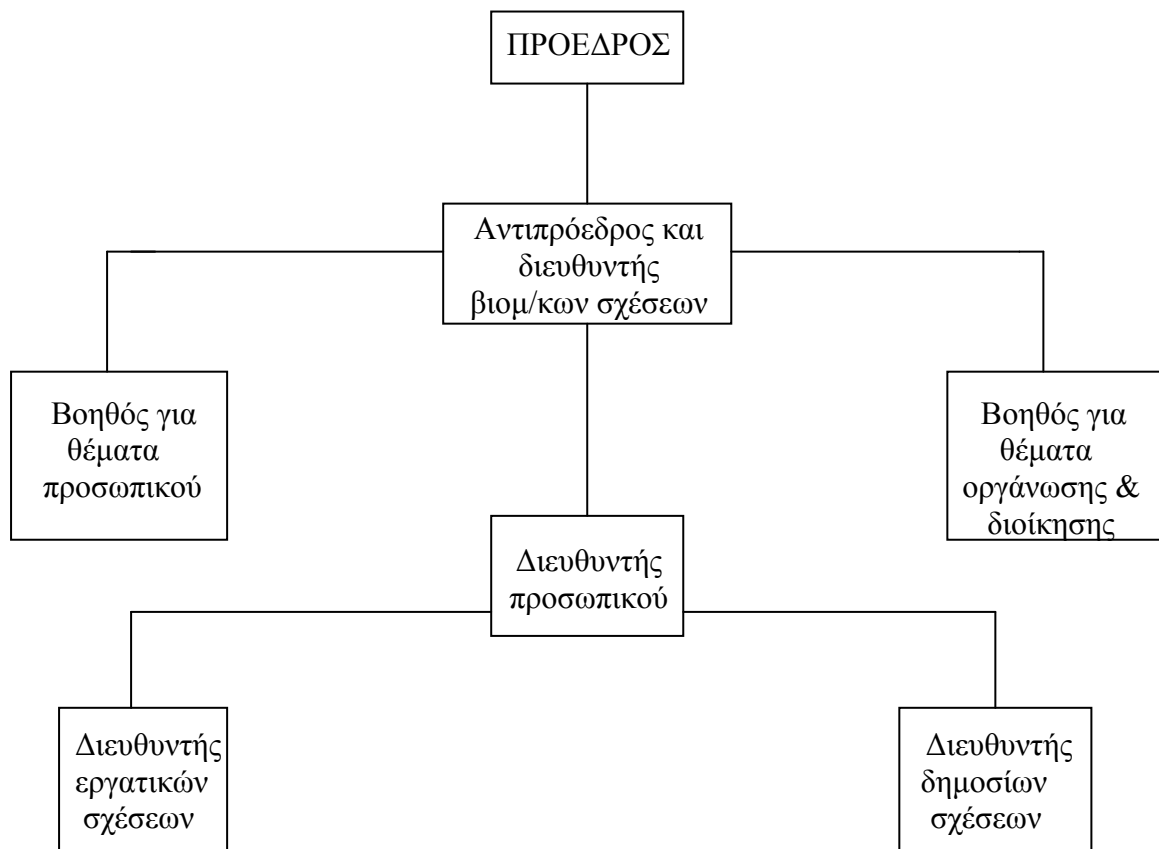 ΠΡΟΕΔΡΟΣ
Αντιπρόεδρος και
διευθυντής
βιομ/κων σχέσεων
Βοηθός για
θέματα
προσωπικού
Βοηθός για
θέματα
οργάνωσης &
διοίκησης
Διευθυντής
προσωπικού
Διευθυντής
εργατικών
σχέσεων
Διευθυντής
δημοσίων
σχέσεων